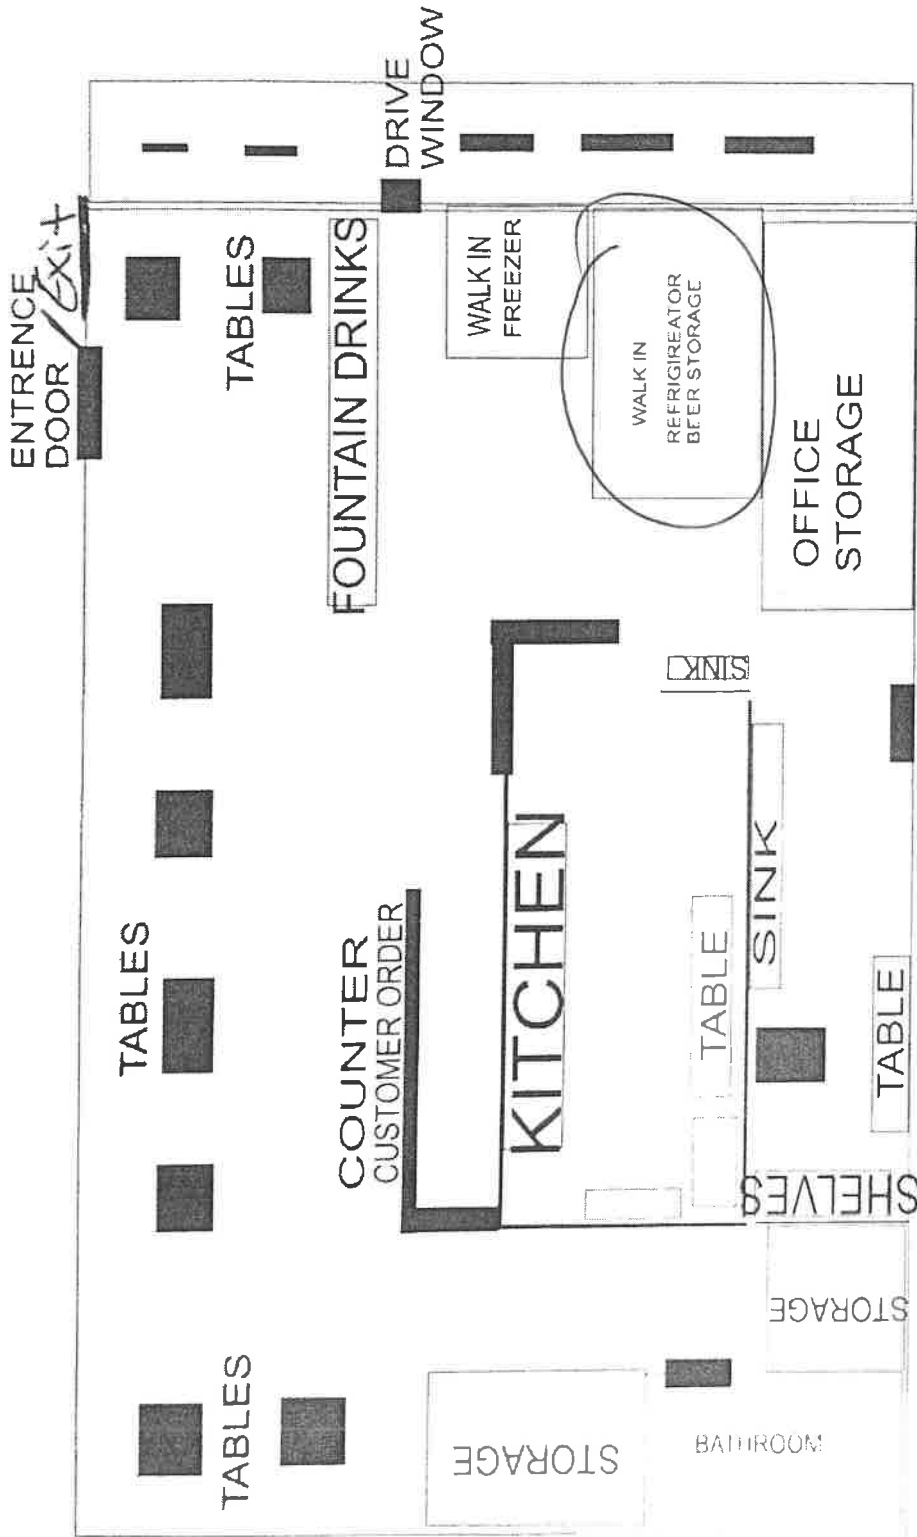 ENTRENCE
DOOR
Exit
TABLES
DRIVE
WINDOW
FOUNTAIN DRINKS
WALK IN
FREEZER
WALK IN
REFRIGIREATOR
BEER STORAGE
OFFICE
STORAGE
TABLES
COUNTER
CUSTOMER ORDER
KITCHEN
SINK
SINK
TABLE
TABLE
SHELVES
STORAGE
TABLES
STORAGE
BATHROOM